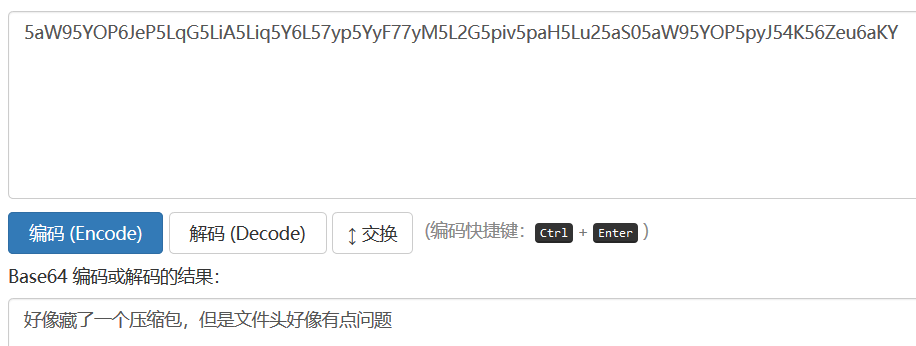 5aW95YOP6JeP5LqG5LiA5Liq5Y6L57yp5YyF77yM5L2G5piv5paH5Lu25aS05aW95YOP5pyJ54K56Zeu6aKY
编码 (Encode) 解码 (Decode) ↕ 交换 (编码快捷键： Ctrl + Enter )
Base64 编码或解码的结果：
好像藏了一个压缩包，但是文件头好像有点问题